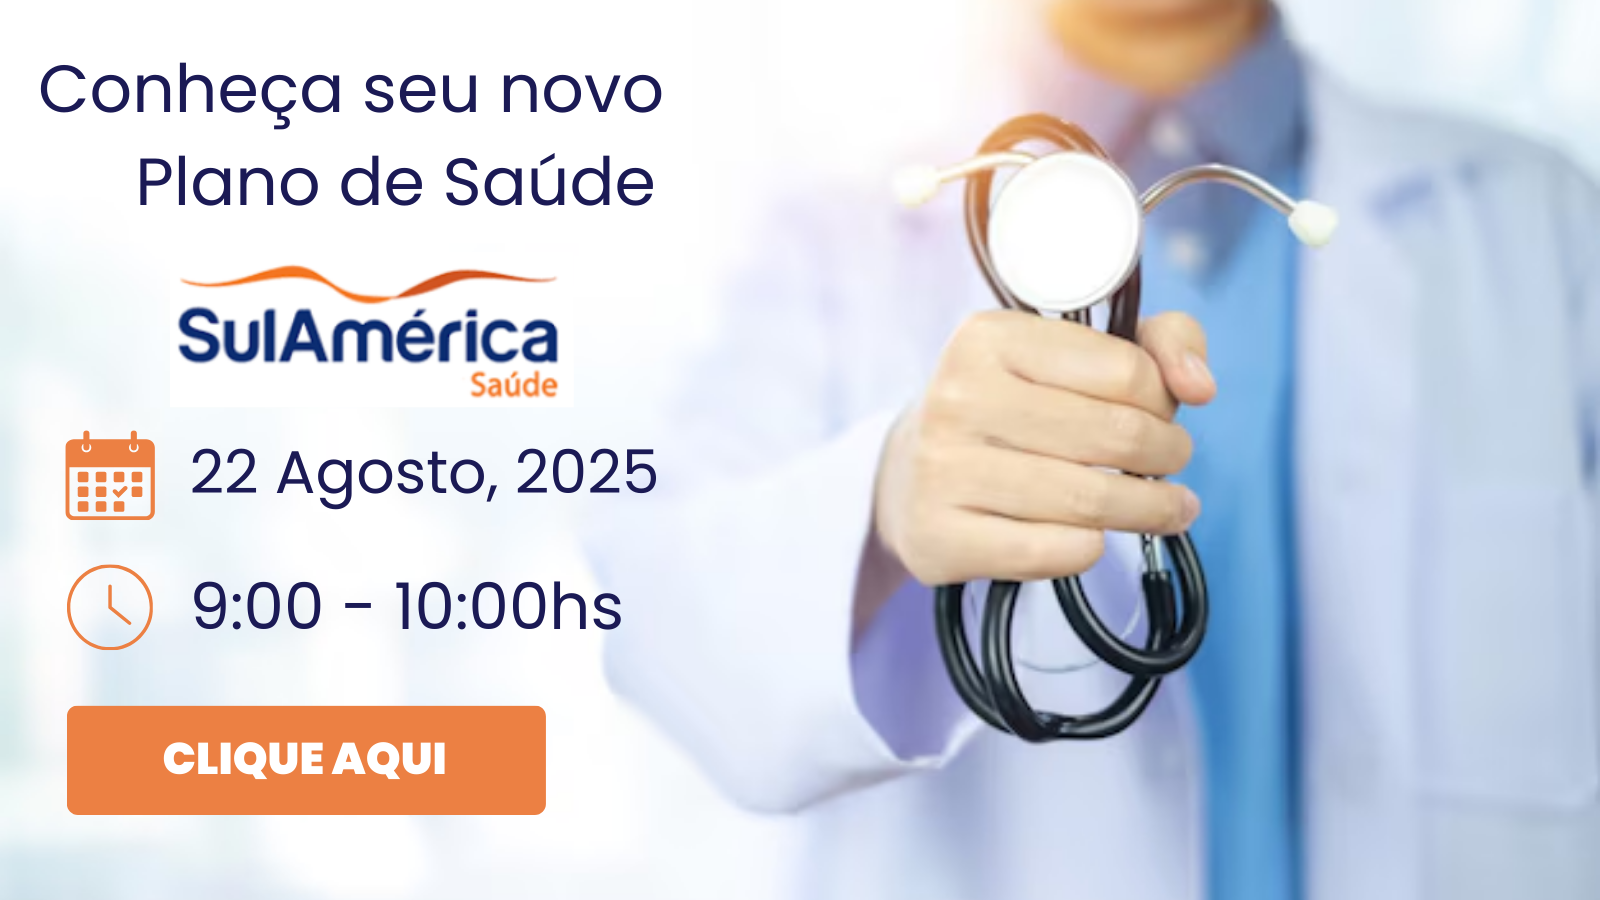 Conheça seu novo
Plano de Saúde
SulAmérica
Saúde
22 Agosto, 2025
9:00 - 10:00hs
CLIQUE AQUI